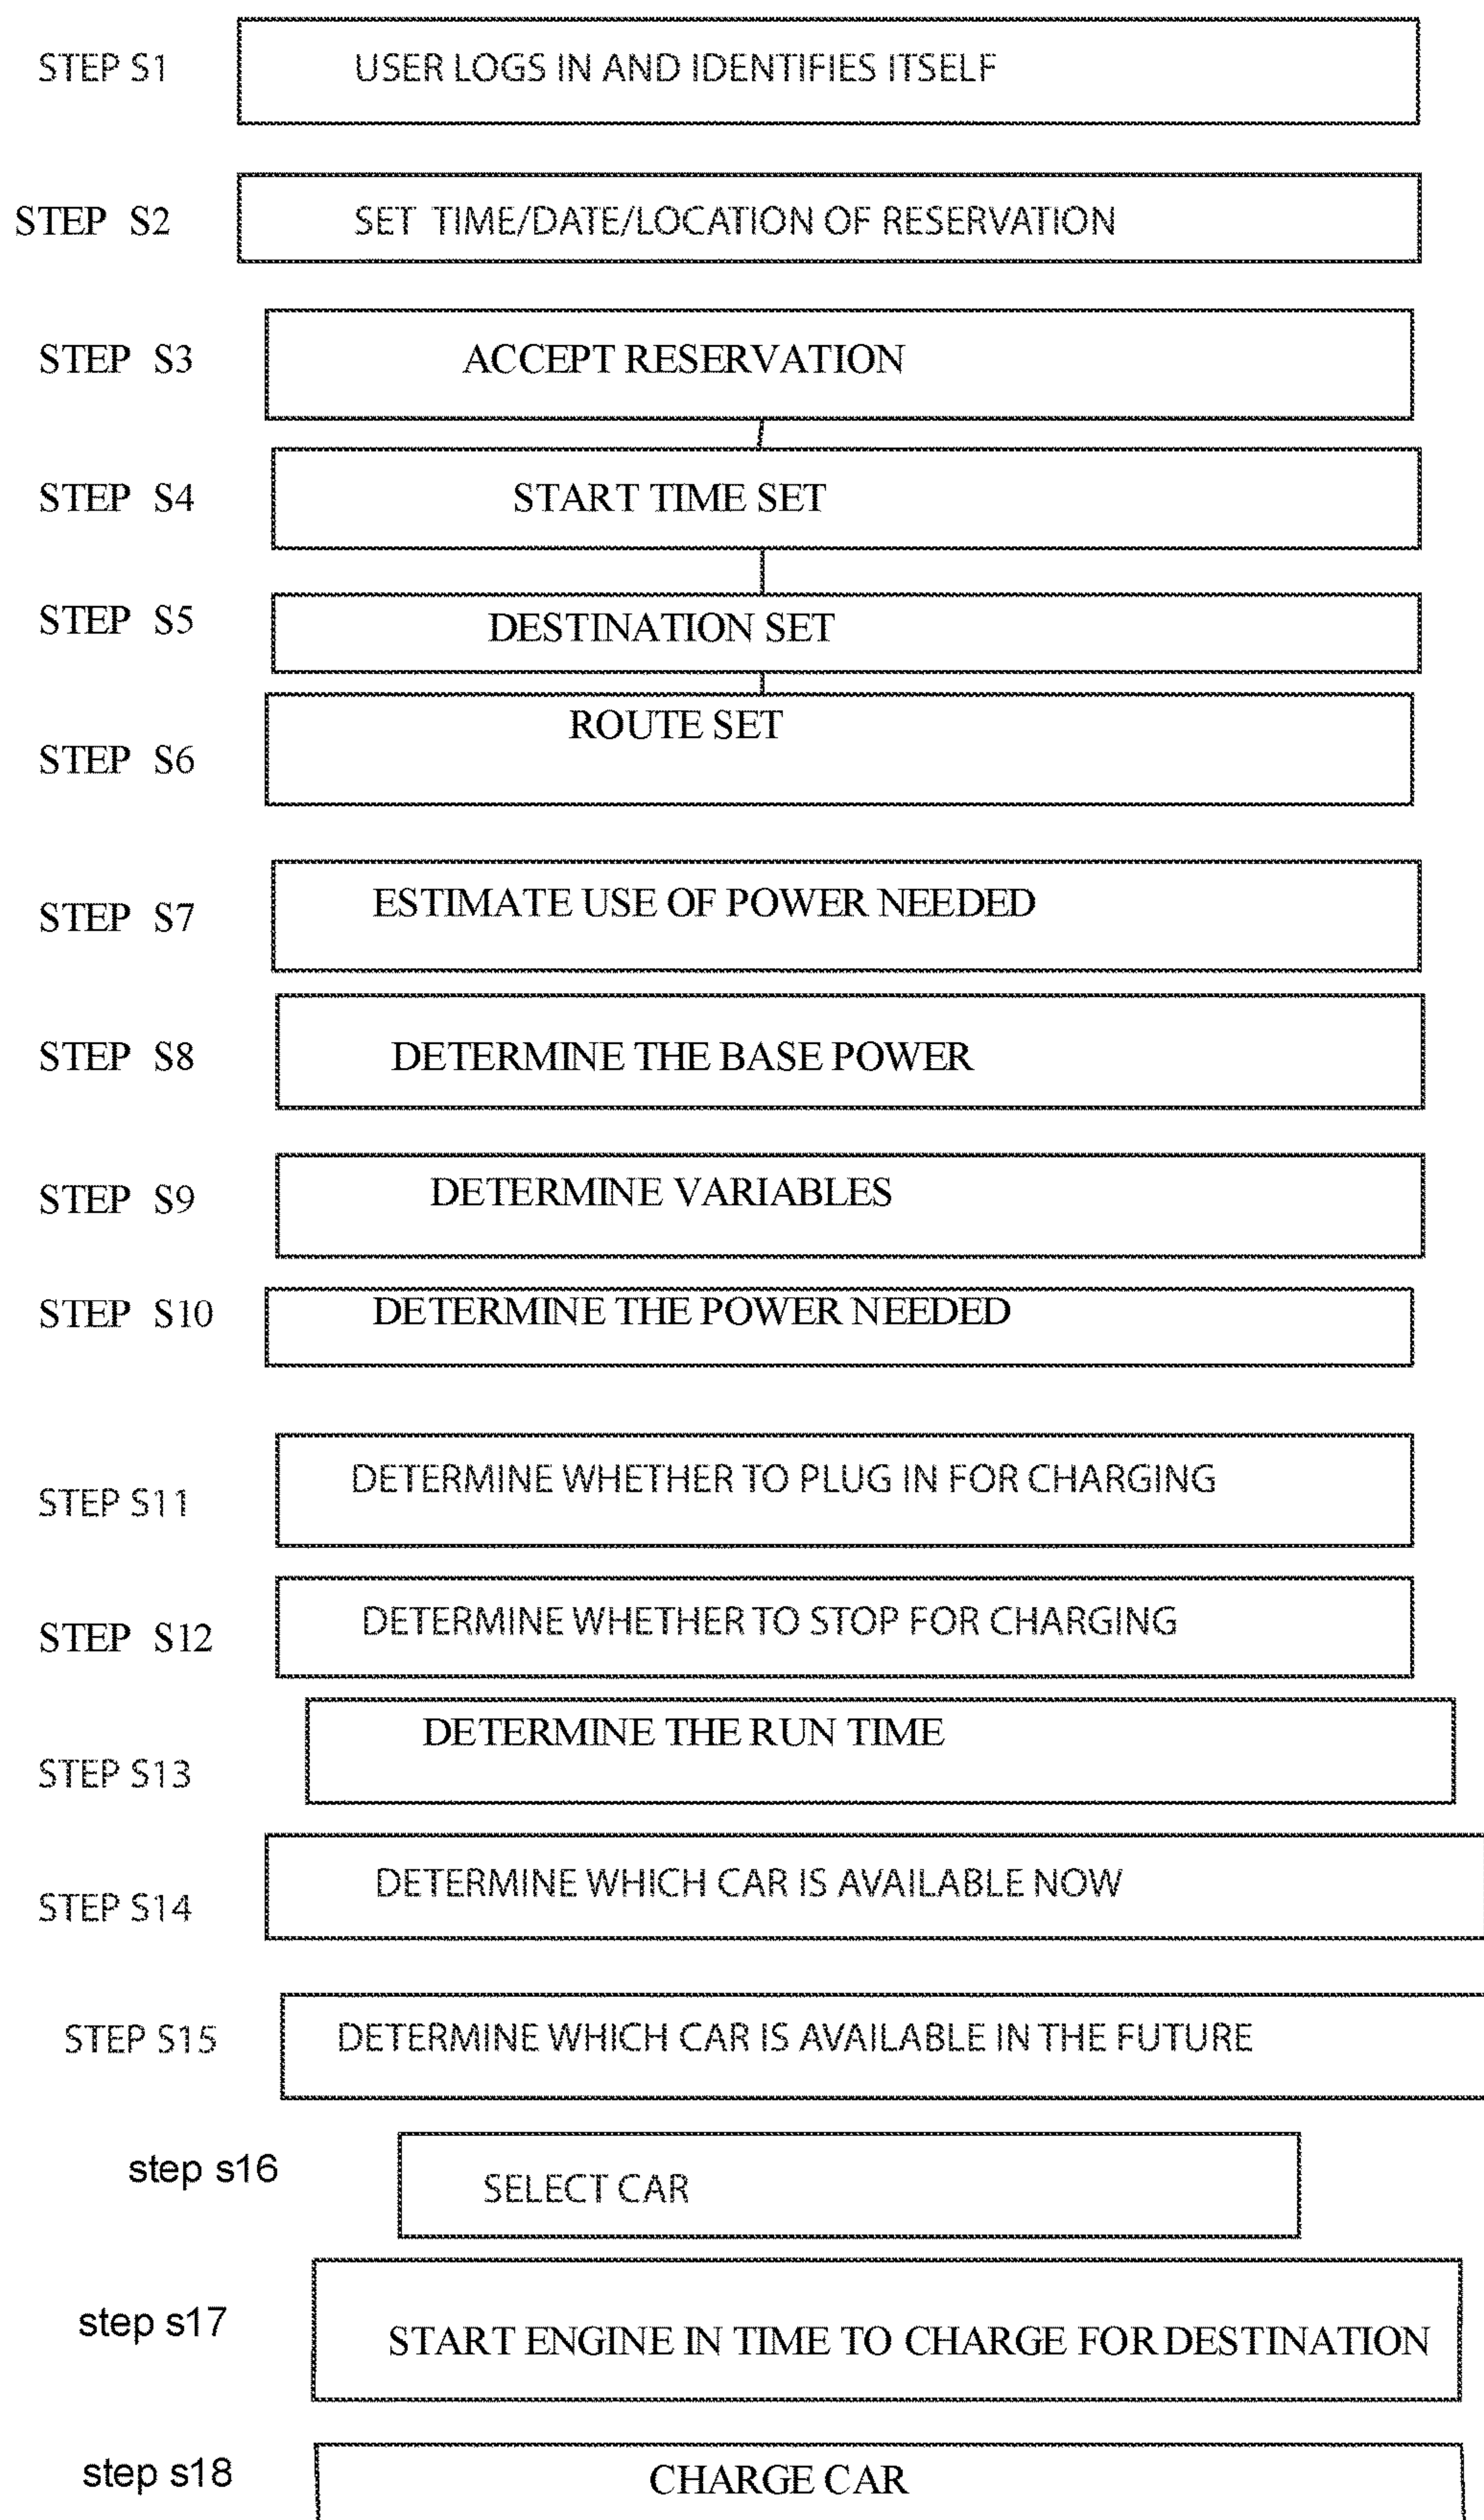 STEP S1 USER LOGS IN AND IDENTIFIES ITSELF
STEP S2 SET TIME/DATE/LOCATION OF RESERVATION
STEP S3 ACCEPT RESERVATION
STEP S4 START TIME SET
STEP S5 DESTINATION SET
STEP S6 ROUTE SET
STEP S7 ESTIMATE USE OF POWER NEEDED
STEP S8 DETERMINE THE BASE POWER
STEP S9 DETERMINE VARIABLES
STEP S10 DETERMINE THE POWER NEEDED
STEP S11 DETERMINE WHETHER TO PLUG IN FOR CHARGING
STEP S12 DETERMINE WHETHER TO STOP FOR CHARGING
STEP S13 DETERMINE THE RUN TIME
STEP S14 DETERMINE WHICH CAR IS AVAILABLE NOW
STEP S15 DETERMINE WHICH CAR IS AVAILABLE IN THE FUTURE
step s16 SELECT CAR
step s17 START ENGINE IN TIME TO CHARGE FOR DESTINATION
step s18 CHARGE CAR